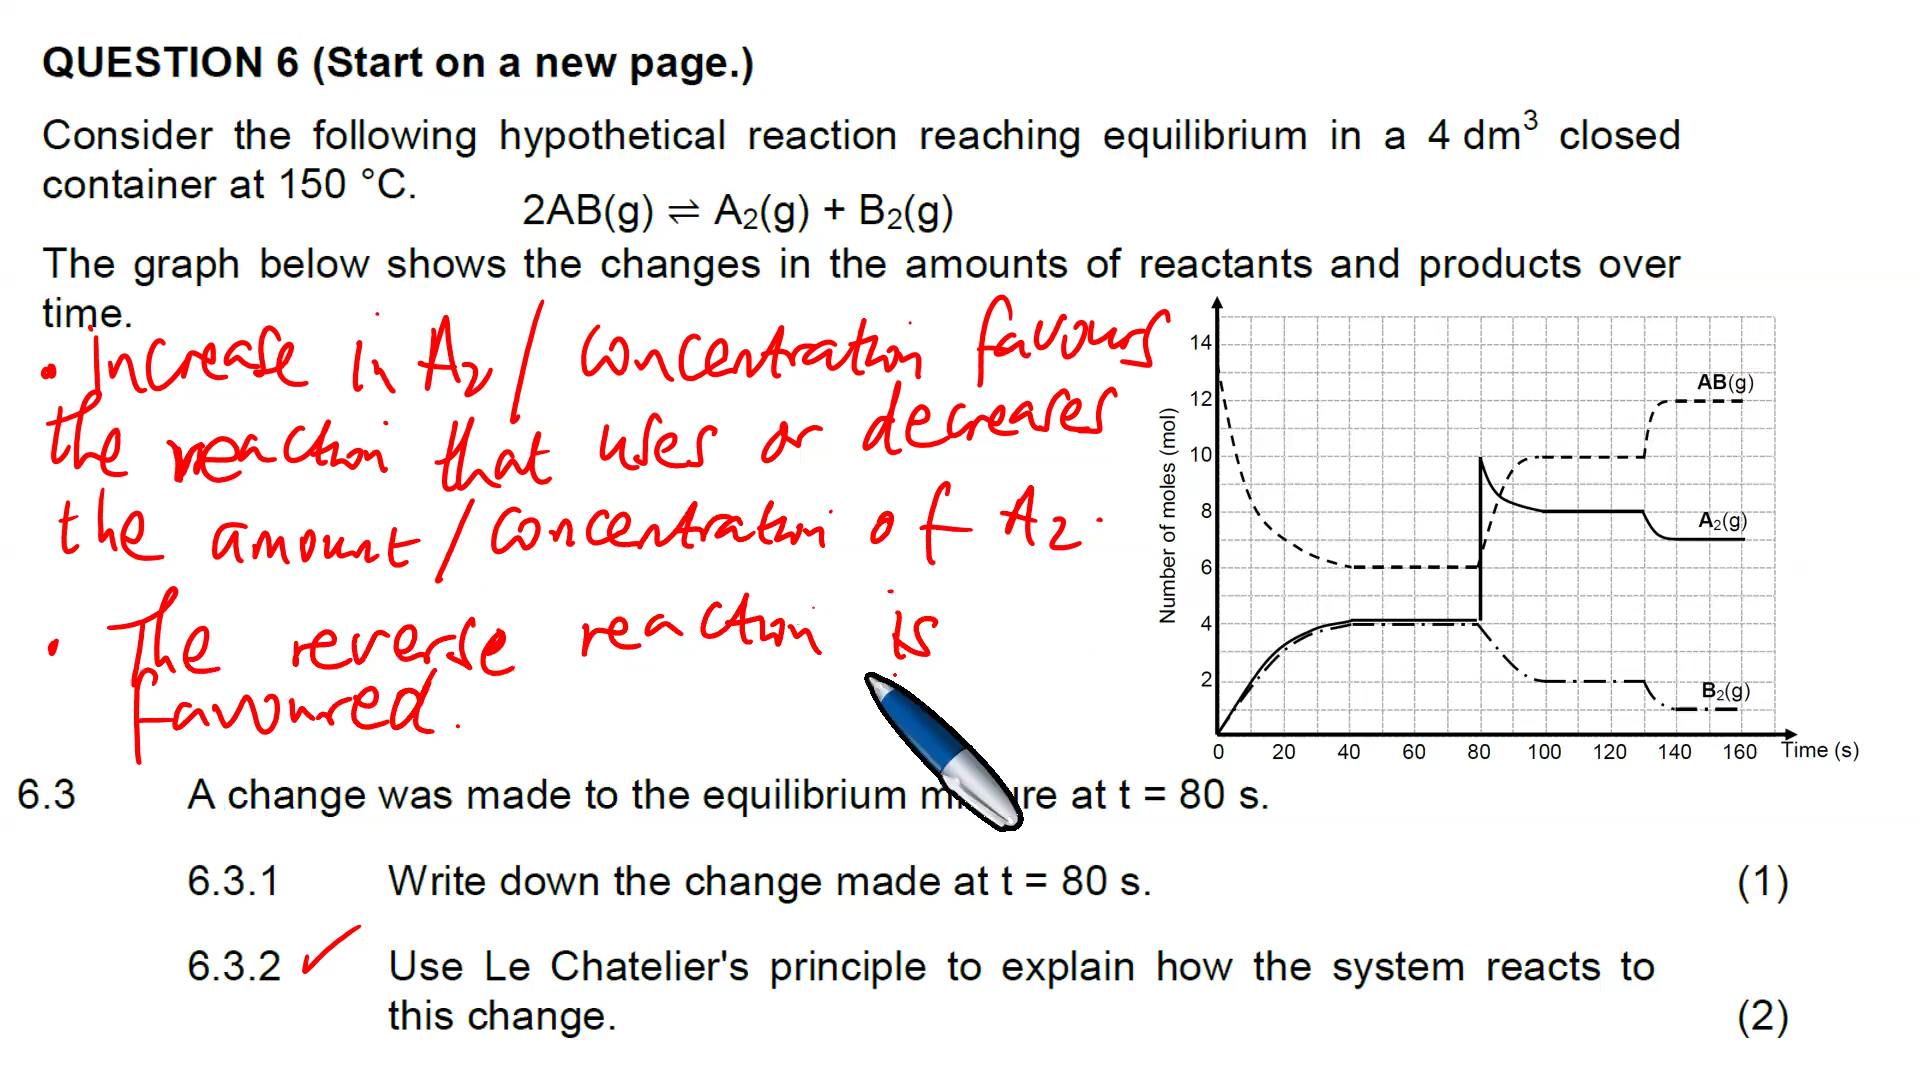 QUESTION 6 (Start on a new page.)
Consider the following hypothetical reaction reaching equilibrium in a 4 dm³ closed
container at 150 °C.
2AB(g) ⇌ A₂(g) + B₂(g)
The graph below shows the changes in the amounts of reactants and products over
time.
• increase in A₂ / concentration favours
the reaction that uses or decreases
the amount / concentration of A₂.
• The reverse reaction is
favoured.
Number of moles (mol)
14
12
10
8
6
4
2
AB(g)
A₂(g)
B₂(g)
0 20 40 60 80 100 120 140 160 Time (s)
6.3 A change was made to the equilibrium re at t = 80 s.
6.3.1 Write down the change made at t = 80 s. (1)
6.3.2 ✓ Use Le Chatelier's principle to explain how the system reacts to
this change. (2)